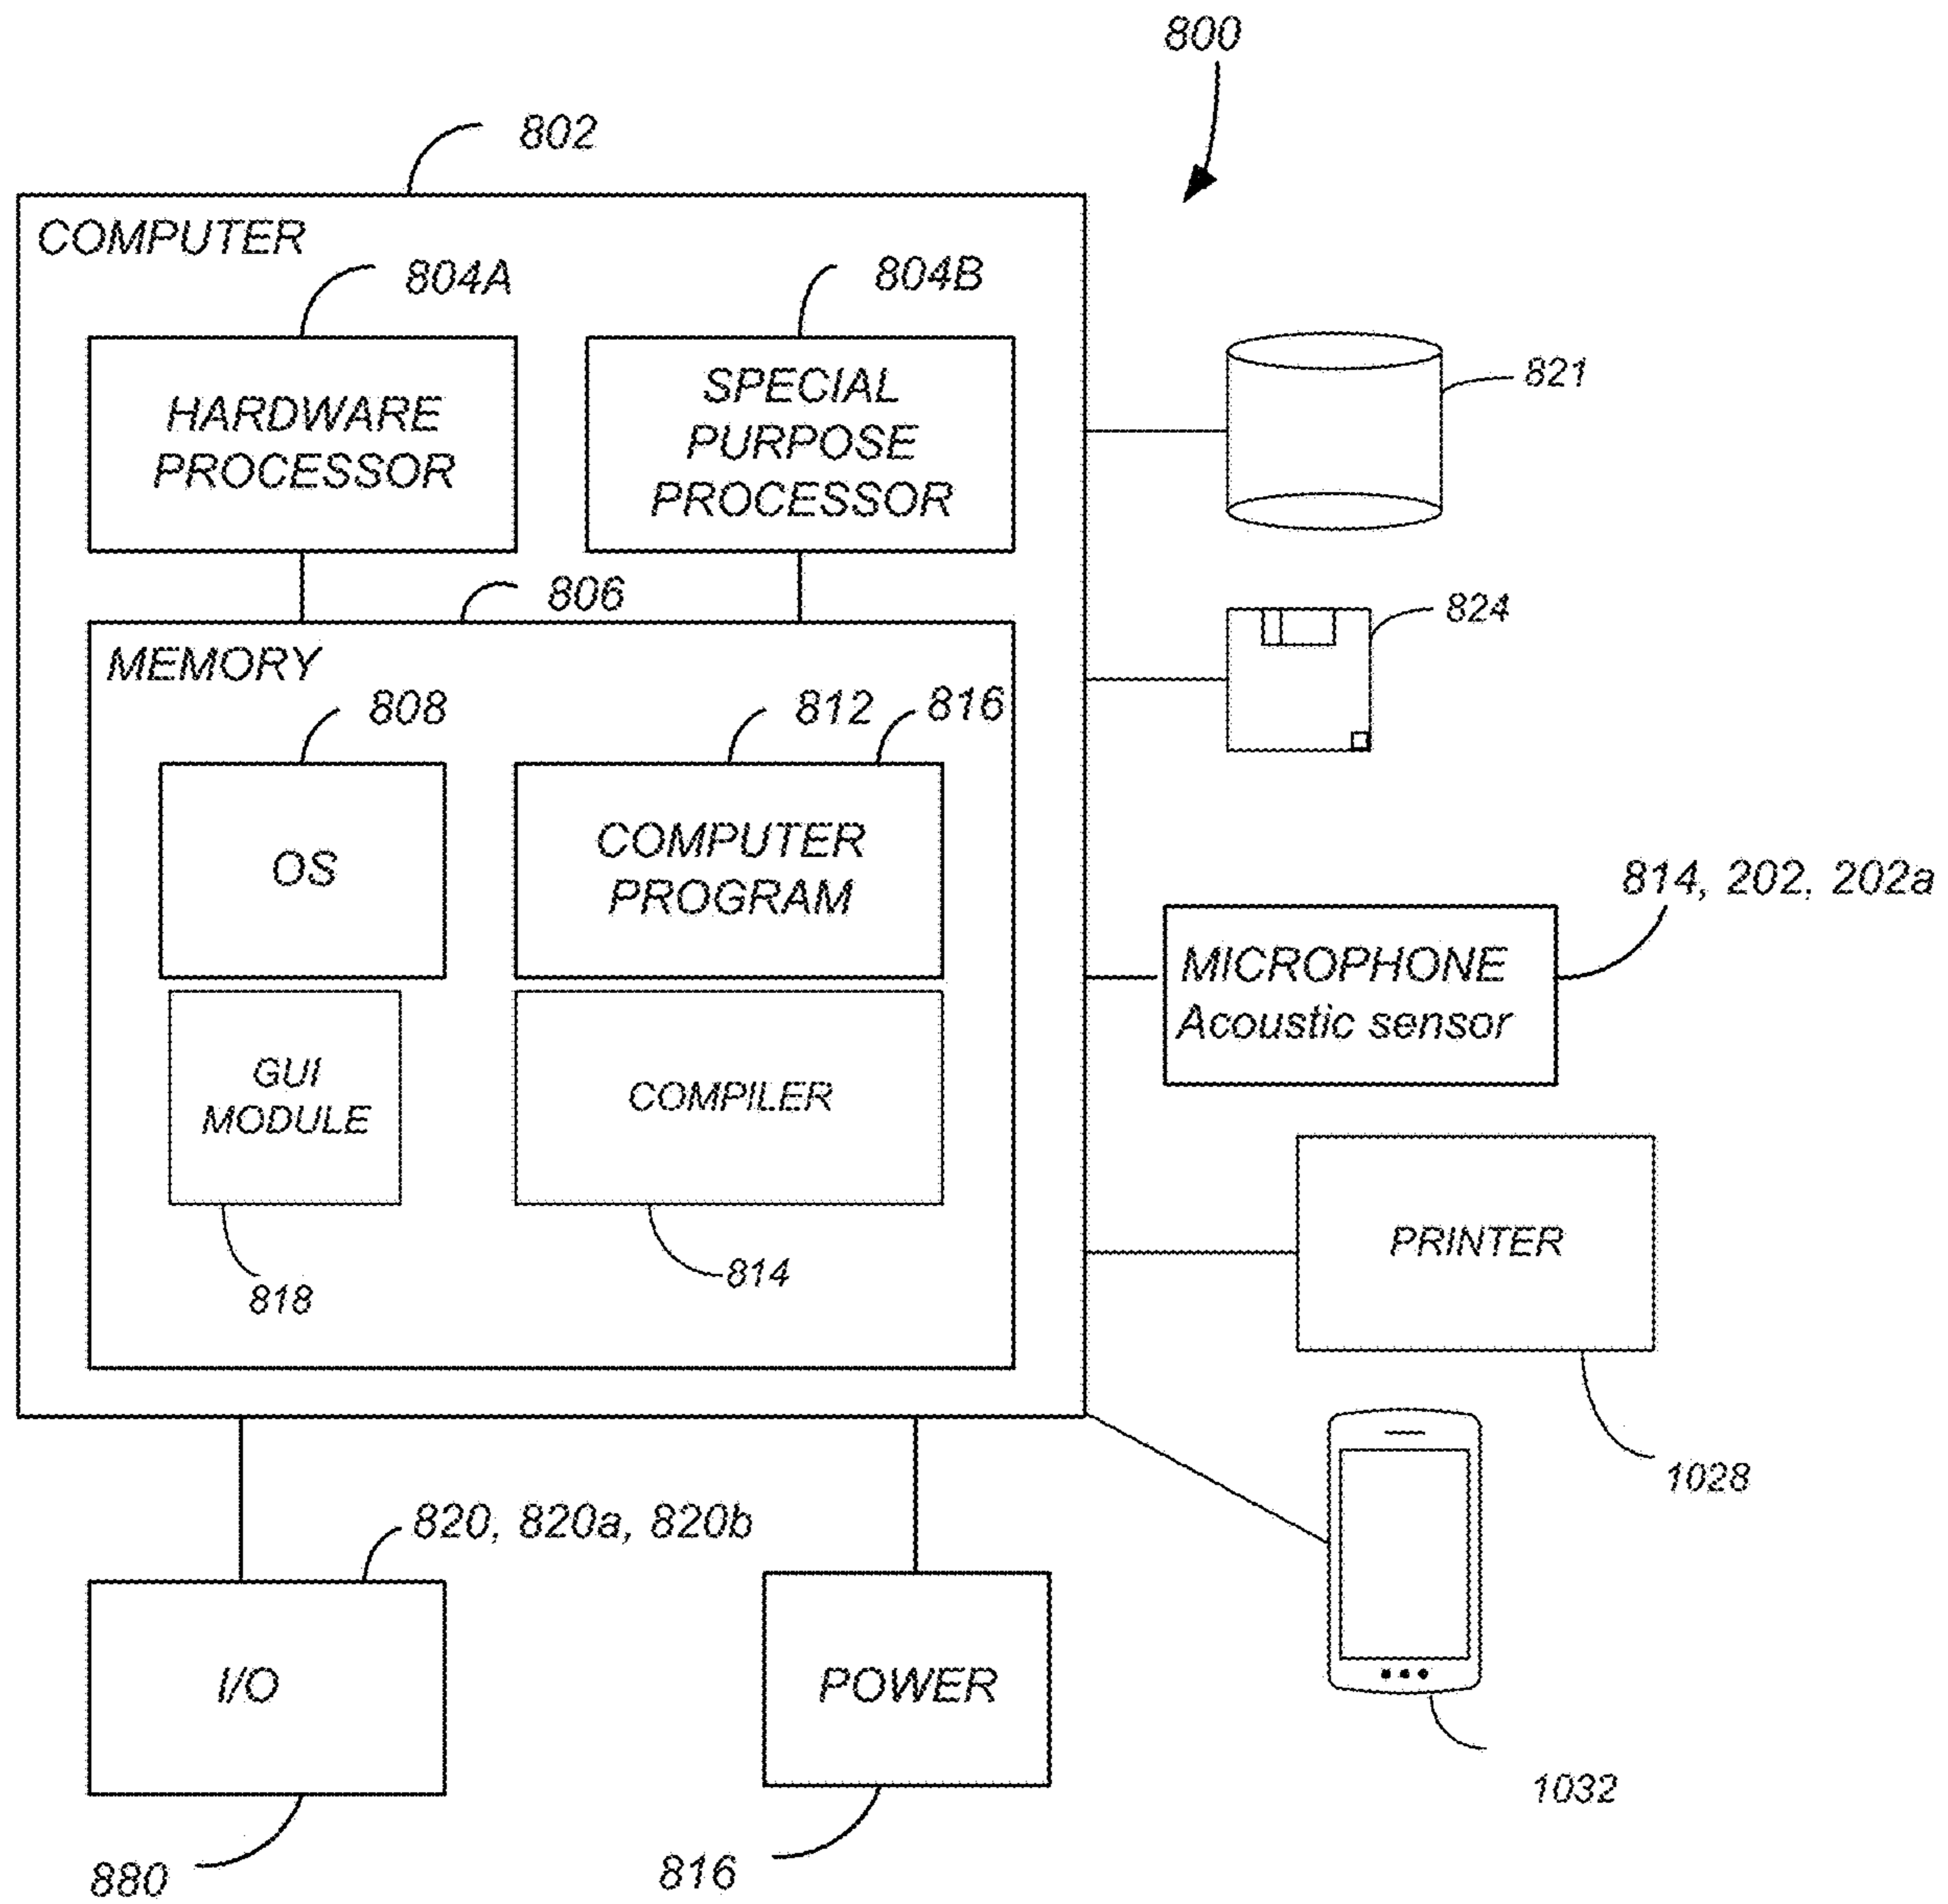 800
802
COMPUTER
804A
804B
HARDWARE
PROCESSOR
SPECIAL
PURPOSE
PROCESSOR
821
806
824
MEMORY
808
812
816
OS
COMPUTER
PROGRAM
814, 202, 202a
MICROPHONE
Acoustic sensor
GUI
MODULE
COMPILER
818
814
PRINTER
1028
820, 820a, 820b
I/O
POWER
1032
880
816